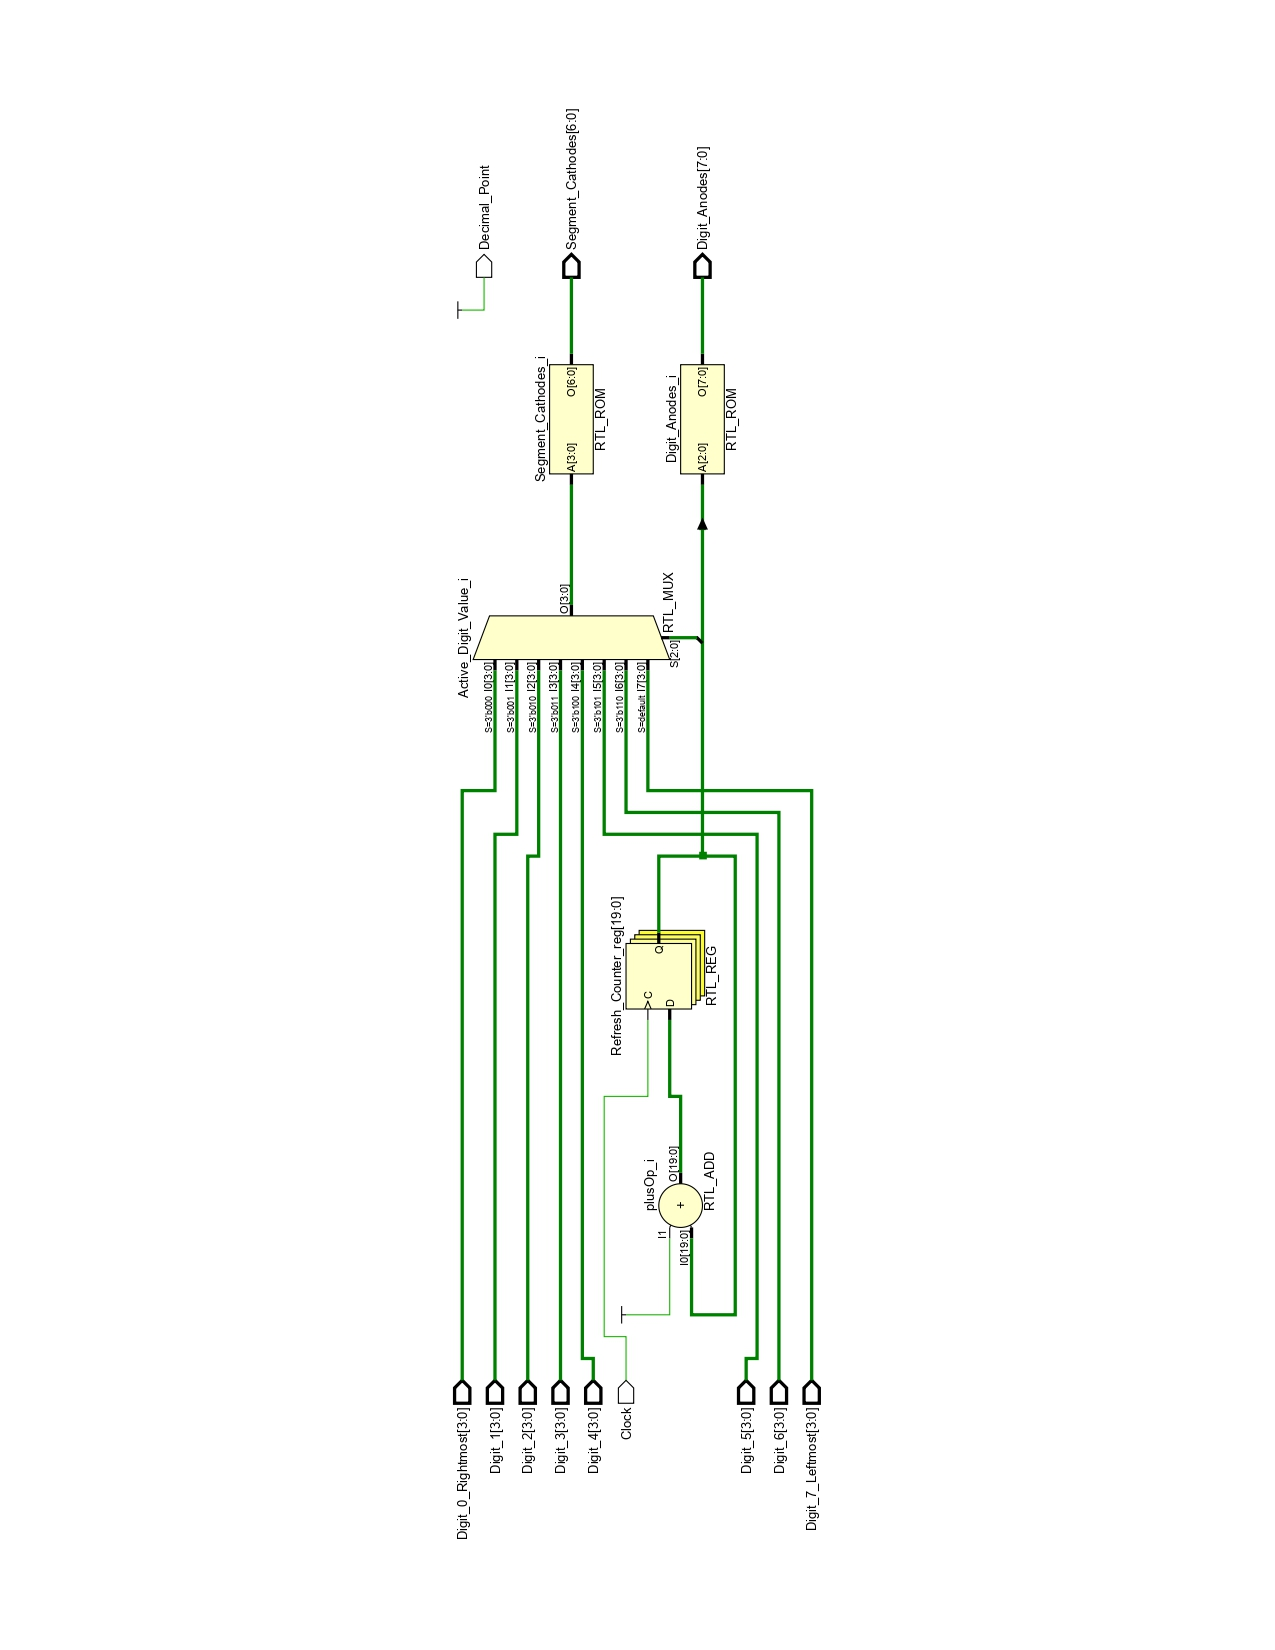 Digit_0_Rightmost[3:0]
Digit_1[3:0]
Digit_2[3:0]
Digit_3[3:0]
Digit_4[3:0]
Clock
Digit_5[3:0]
Digit_6[3:0]
Digit_7_Leftmost[3:0]
plusOp_i
I1
I0[19:0]
+
O[19:0]
RTL_ADD
Refresh_Counter_reg[19:0]
C
D
Q
RTL_REG
Active_Digit_Value_i
S=3'b000 I0[3:0]
S=3'b001 I1[3:0]
S=3'b010 I2[3:0]
S=3'b011 I3[3:0]
S=3'b100 I4[3:0]
S=3'b101 I5[3:0]
S=3'b110 I6[3:0]
S=default I7[3:0]
S[2:0]
O[3:0]
RTL_MUX
Segment_Cathodes_i
A[3:0]
O[6:0]
RTL_ROM
Digit_Anodes_i
A[2:0]
O[7:0]
RTL_ROM
Decimal_Point
Segment_Cathodes[6:0]
Digit_Anodes[7:0]